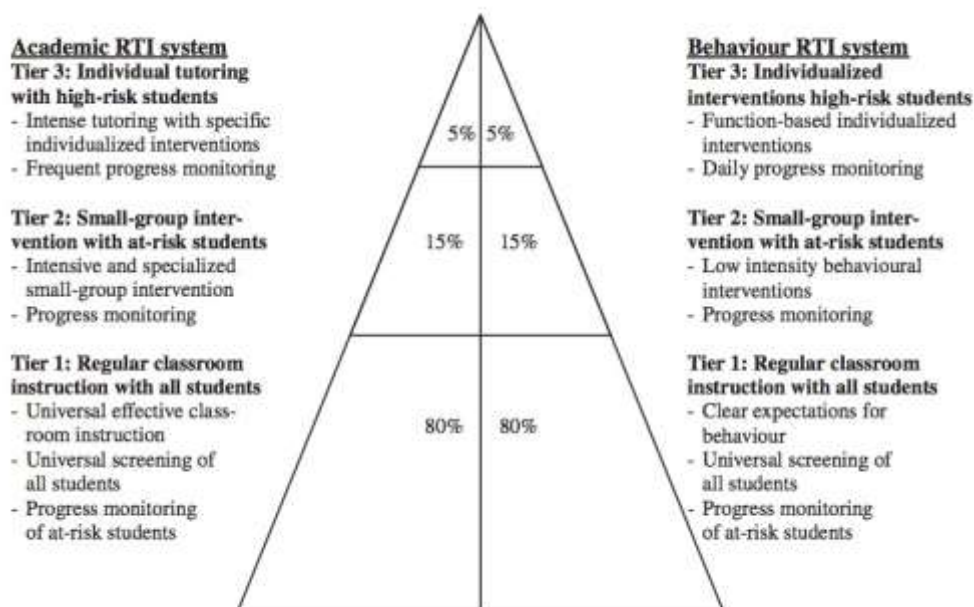 Academic RTI system
Tier 3: Individual tutoring
with high-risk students
- Intense tutoring with specific
individualized interventions
- Frequent progress monitoring
Tier 2: Small-group inter-
vention with at-risk students
- Intensive and specialized
small-group intervention
- Progress monitoring
Tier 1: Regular classroom
instruction with all students
- Universal effective class-
room instruction
- Universal screening of
all students
- Progress monitoring
of at-risk students
5% 5%
15% 15%
80% 80%
Behaviour RTI system
Tier 3: Individualized
interventions high-risk students
- Function-based individualized
interventions
- Daily progress monitoring
Tier 2: Small-group inter-
vention with at-risk students
- Low intensity behavioural
interventions
- Progress monitoring
Tier 1: Regular classroom
instruction with all students
- Clear expectations for
behaviour
- Universal screening of
all students
- Progress monitoring
of at-risk students